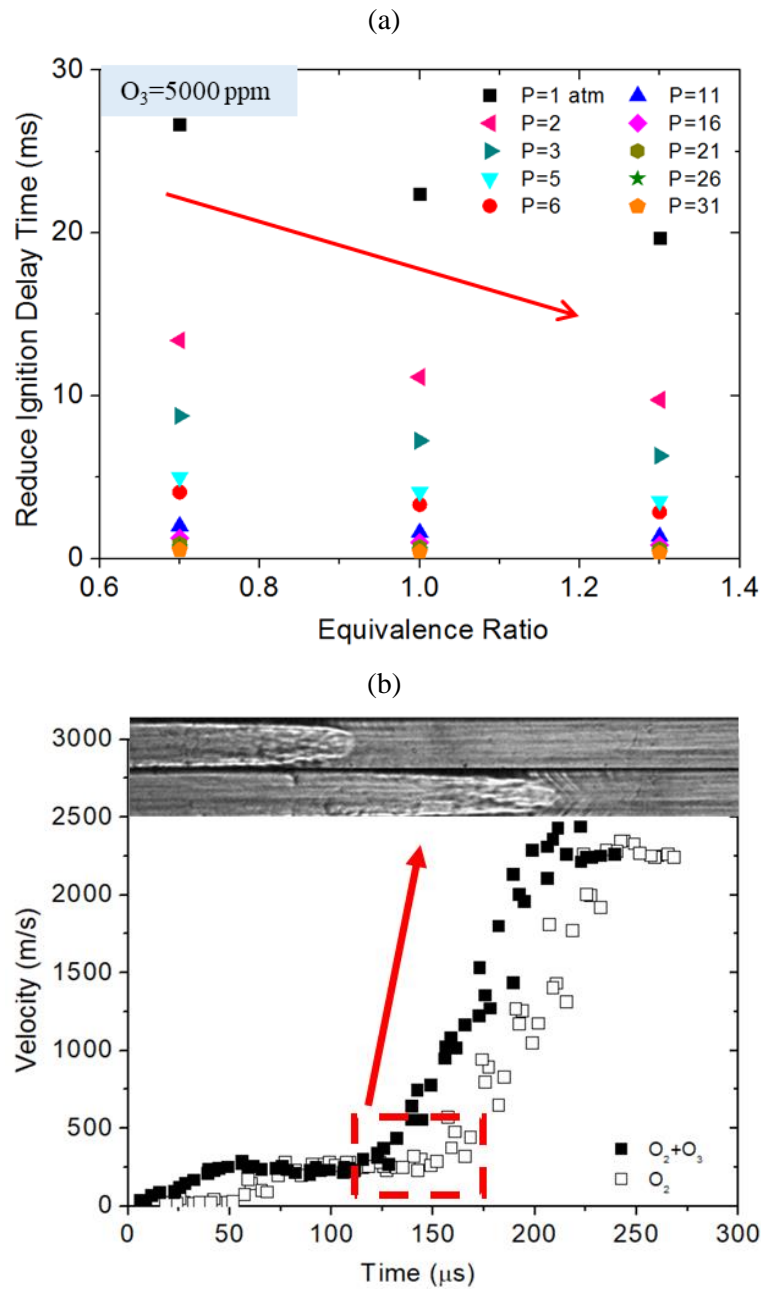 (a)
O₃=5000 ppm
P=1 atm
P=2
P=3
P=5
P=6
P=11
P=16
P=21
P=26
P=31
Reduce Ignition Delay Time (ms)
30
20
10
0
0.6
0.8
1.0
1.2
1.4
Equivalence Ratio
(b)
3000
2500
2000
1500
1000
500
0
Velocity (m/s)
O₂+O₃
O₂
0
50
100
150
200
250
300
Time (μs)